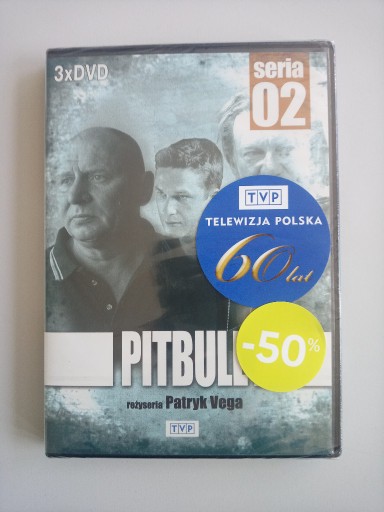 3xDVD
seria
02
TVP
TELEWIZJA POLSKA
60 lat
-50%
PITBULL
reżyseria Patryk Vega
TVP